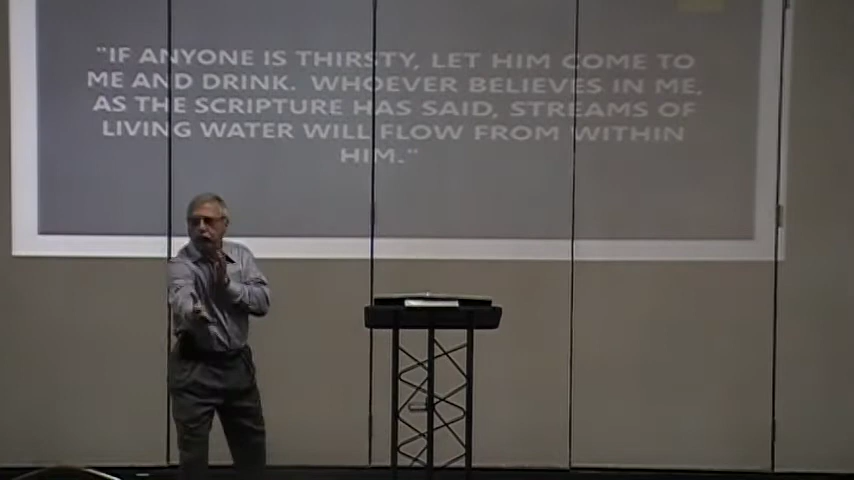 "IF ANYONE IS THIRSTY, LET HIM COME TO
ME AND DRINK. WHOEVER BELIEVES IN ME,
AS THE SCRIPTURE HAS SAID, STREAMS OF
LIVING WATER WILL FLOW FROM WITHIN
HIM."